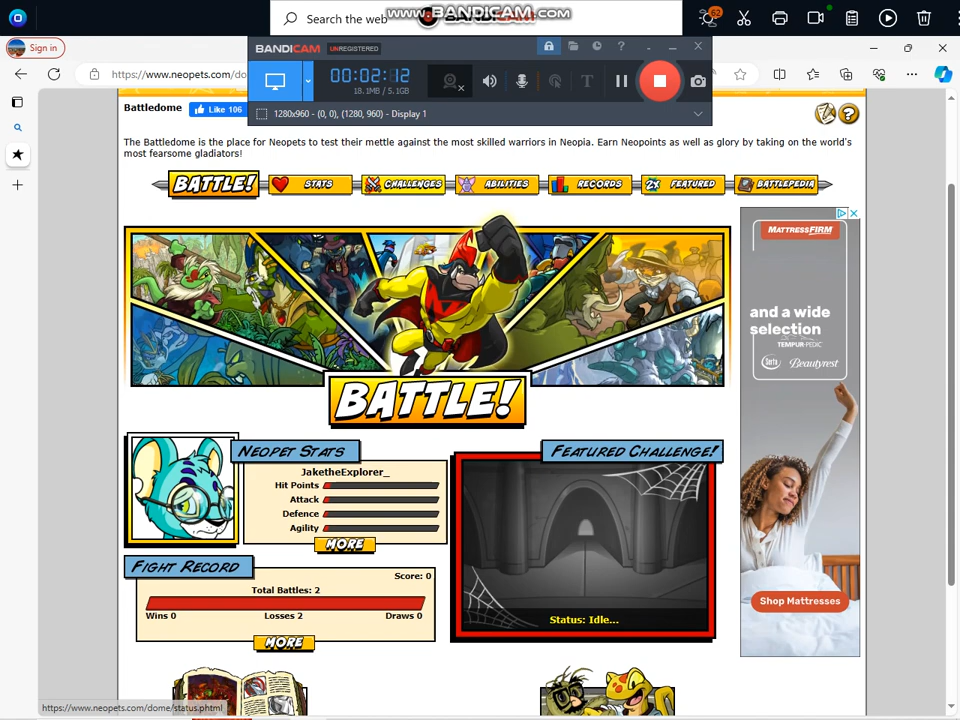 Search the web
www.BANDICAM.com
52
Sign in
https://www.neopets.com/do
BANDICAM UNREGISTERED
00:02:12
18.1MB / 5.1GB
1280x960 - (0, 0), (1280, 960) - Display 1
Battledome
Like 106
The Battledome is the place for Neopets to test their mettle against the most skilled warriors in Neopia. Earn Neopoints as well as glory by taking on the world's
most fearsome gladiators!
BATTLE! STATS CHALLENGES ABILITIES RECORDS 2x FEATURED BATTLEPEDIA
BATTLE!
NEOPET STATS
JaketheExplorer_
Hit Points
Attack
Defence
Agility
MORE
FEATURED CHALLENGE!
Status: Idle...
FIGHT RECORD
Score: 0
Total Battles: 2
Wins 0 Losses 2 Draws 0
MORE
MATTRESSFIRM
and a wide
selection
TEMPUR-PEDIC
Serta Beautyrest
Shop Mattresses
https://www.neopets.com/dome/status.phtml